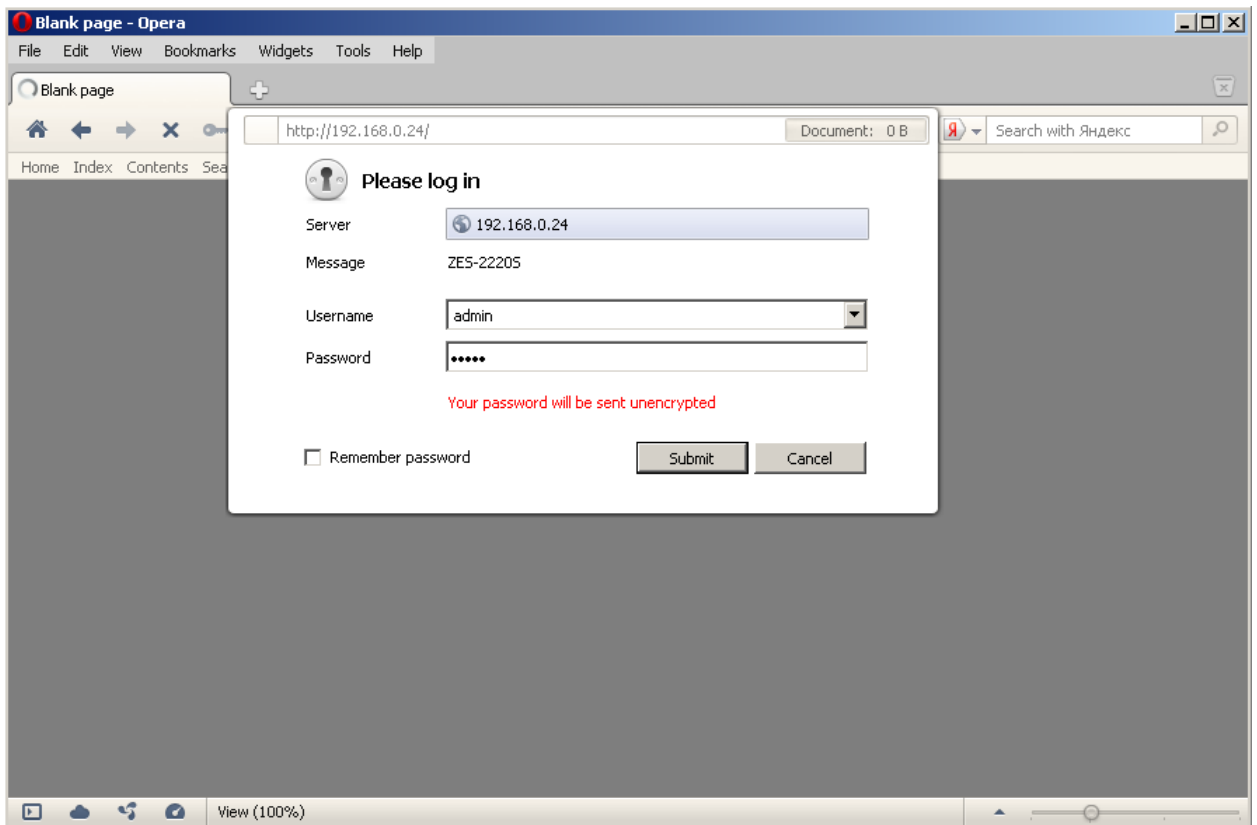 Blank page - Opera
File Edit View Bookmarks Widgets Tools Help
Blank page
http://192.168.0.24/ Document: 0 B Я Search with Яндекс
Home Index Contents Sea
Please log in
Server 192.168.0.24
Message ZES-2220S
Username admin
Password •••••
Your password will be sent unencrypted
Remember password Submit Cancel
View (100%)